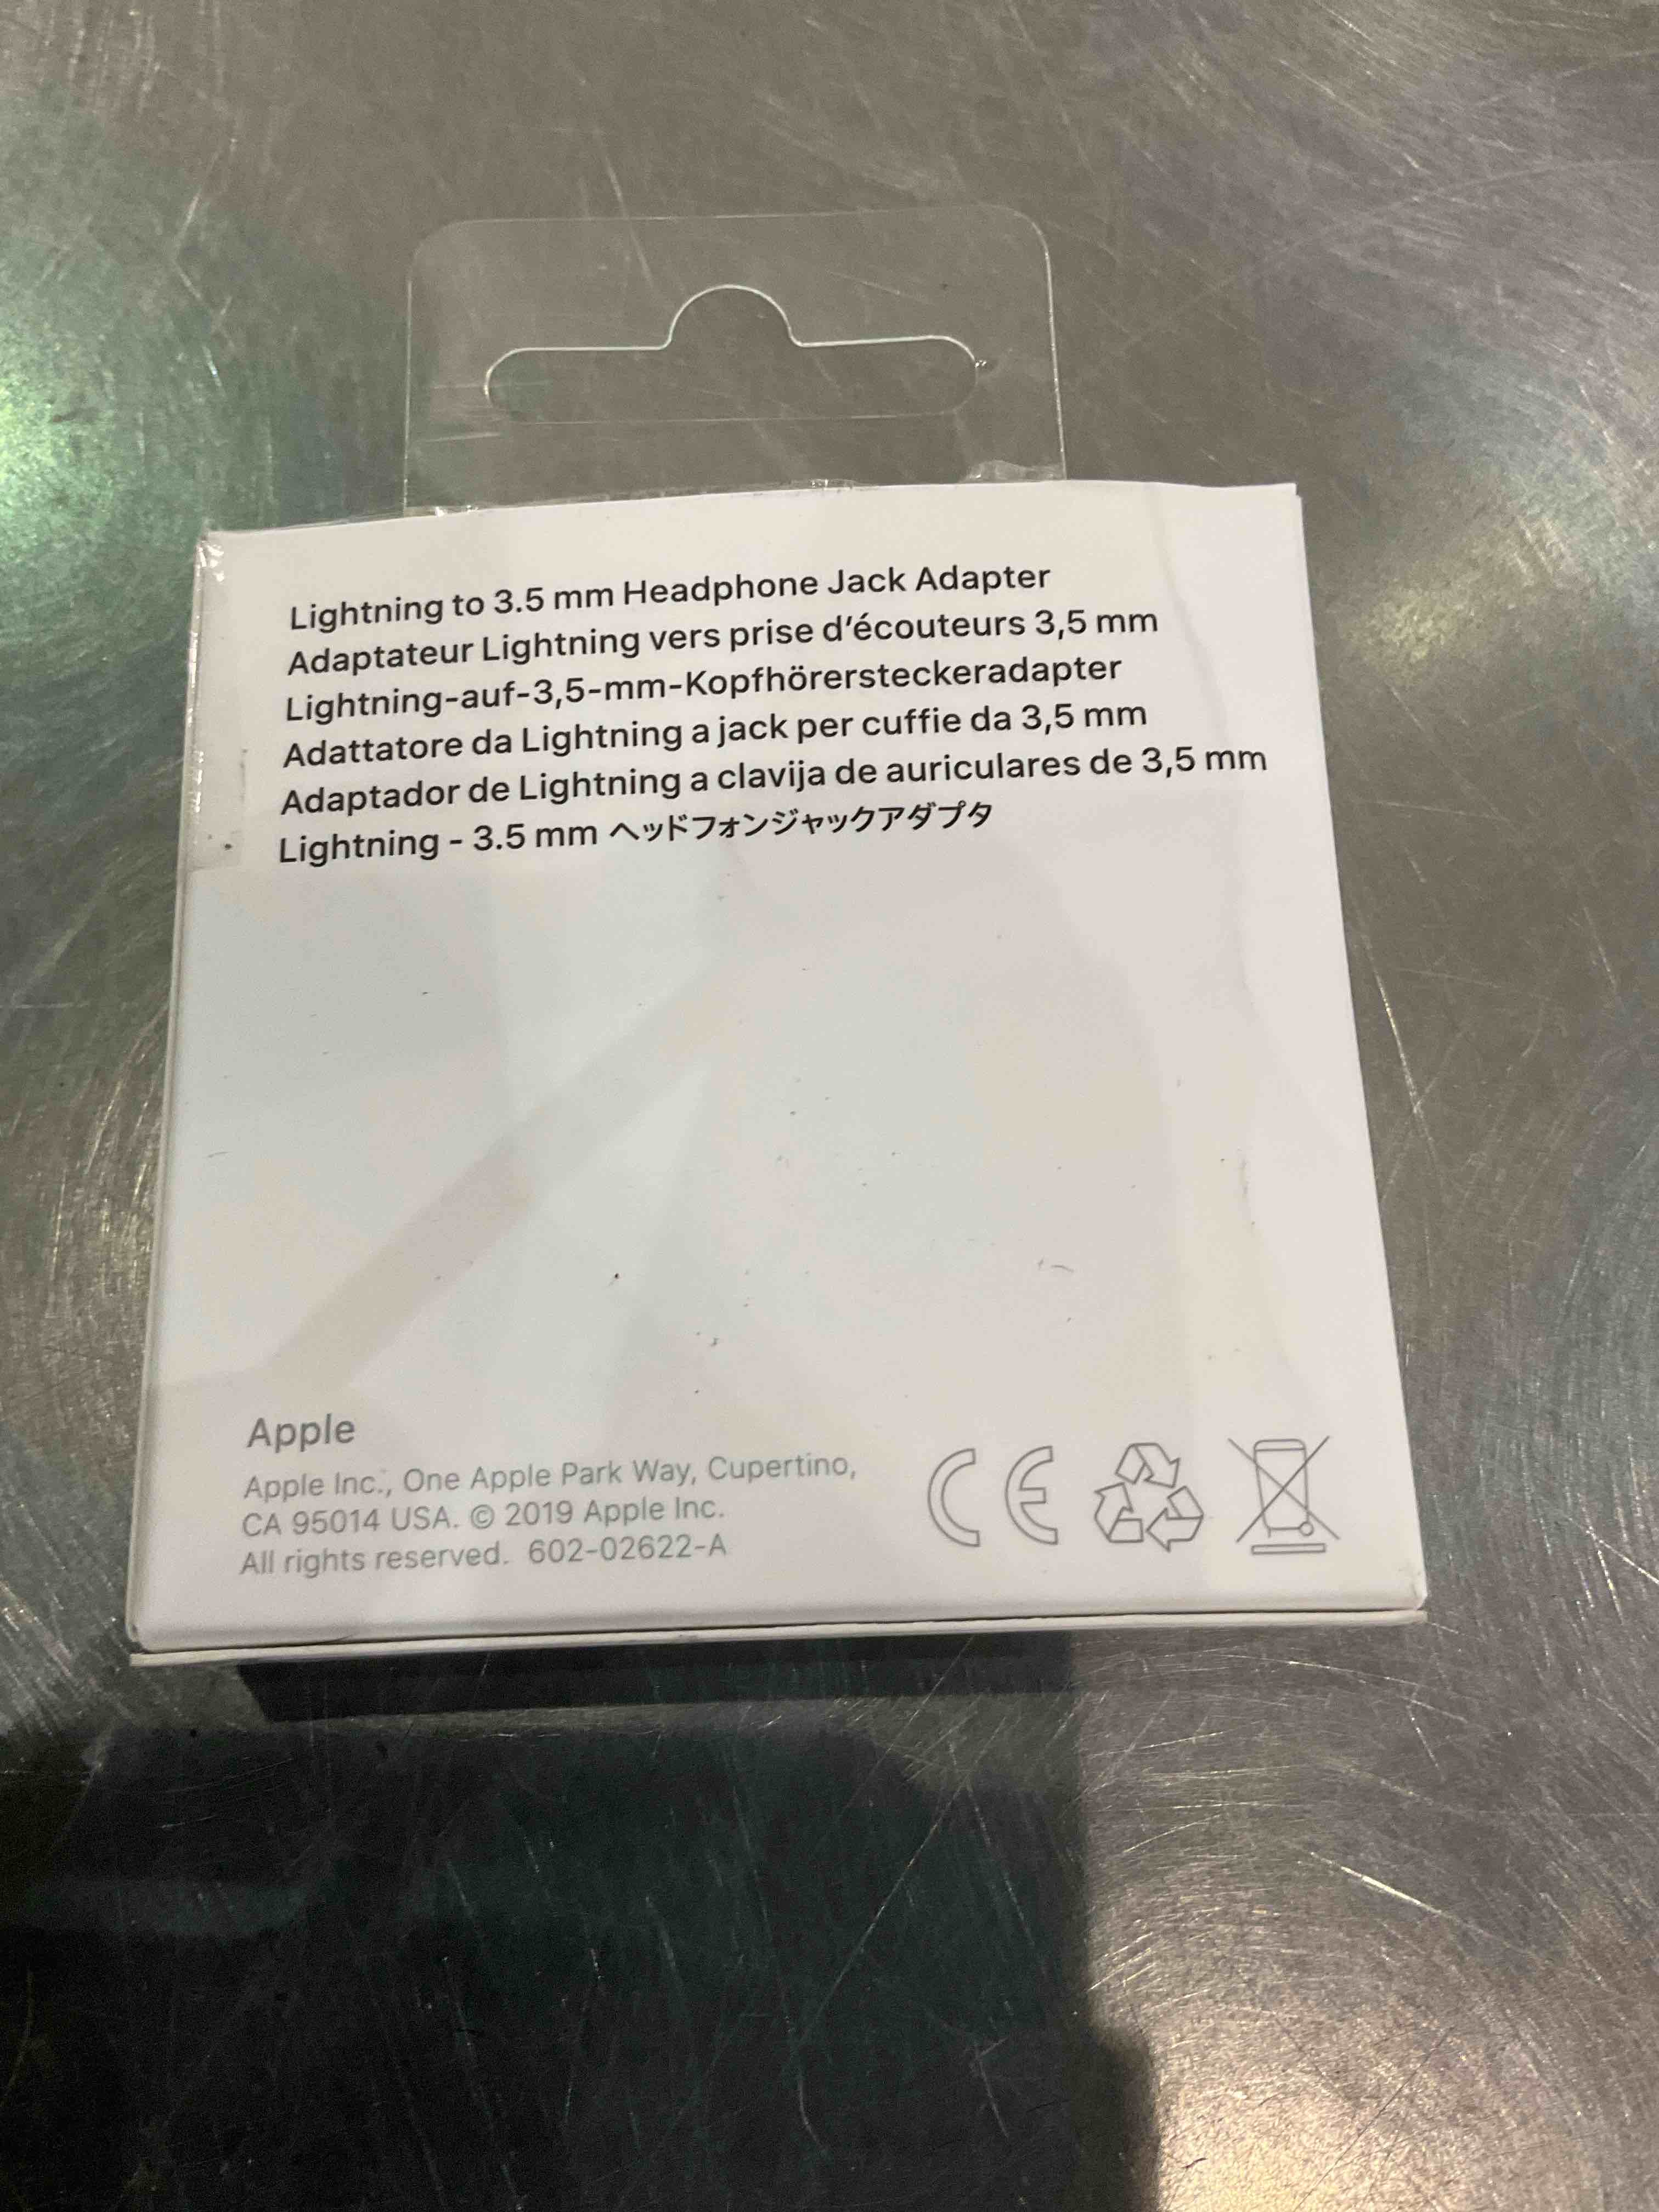 Lightning to 3.5 mm Headphone Jack Adapter
Adaptateur Lightning vers prise d'écouteurs 3,5 mm
Lightning-auf-3,5-mm-Kopfhörersteckeradapter
Adattatore da Lightning a jack per cuffie da 3,5 mm
Adaptador de Lightning a clavija de auriculares de 3,5 mm
Lightning - 3.5 mm ヘッドフォンジャックアダプタ
Apple
Apple Inc., One Apple Park Way, Cupertino,
CA 95014 USA. © 2019 Apple Inc.
All rights reserved. 602-02622-A
CE